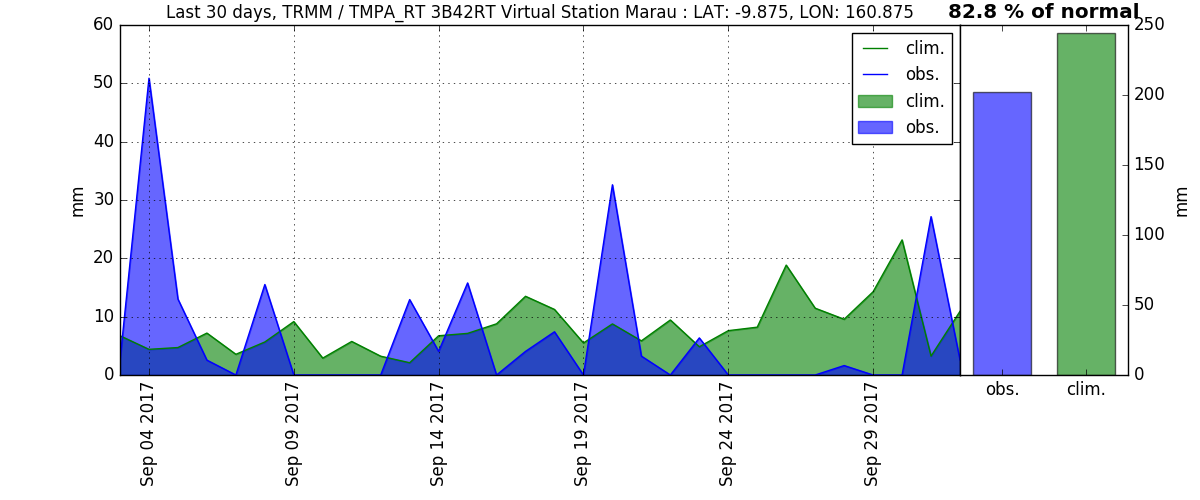 Last 30 days, TRMM / TMPA_RT 3B42RT Virtual Station Marau : LAT: -9.875, LON: 160.875
82.8 % of normal
60
50
40
30
20
10
0
mm
clim.
obs.
clim.
obs.
Sep 04 2017
Sep 09 2017
Sep 14 2017
Sep 19 2017
Sep 24 2017
Sep 29 2017
250
200
150
100
50
0
mm
obs.
clim.